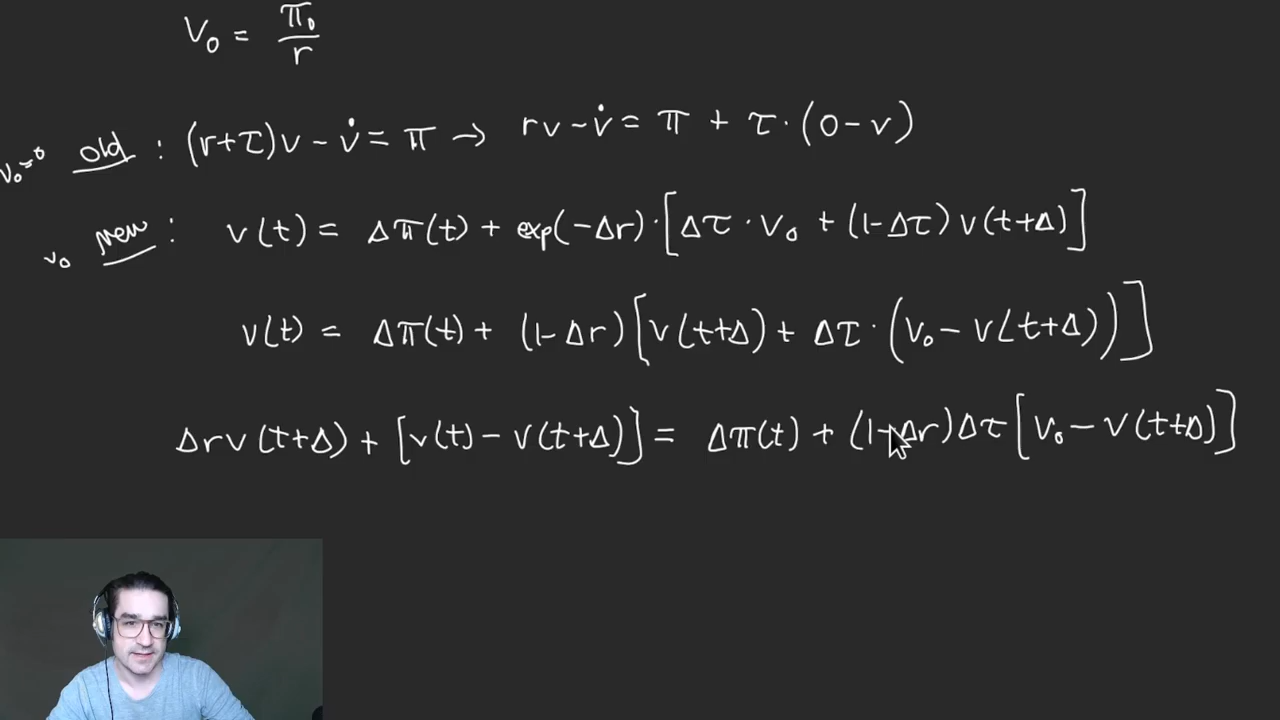 V₀ = π₀/r
v₀=0 old : (r+τ)v − v̇ = π → rv − v̇ = π + τ·(0−v)
v₀ new : v(t) = Δπ(t) + exp(−Δr)·[Δτ·v₀ + (1−Δτ)v(t+Δ)]
v(t) = Δπ(t) + (1−Δr)[v(t+Δ) + Δτ·(v₀ − v(t+Δ))]
Δrv(t+Δ) + [v(t) − v(t+Δ)] = Δπ(t) + (1−Δr)Δτ[v₀ − v(t+Δ)]